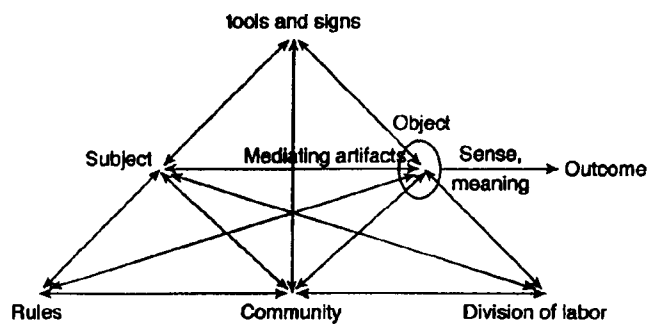 tools and signs
Object
Subject
Mediating artifacts
Sense,
meaning
Outcome
Rules
Community
Division of labor